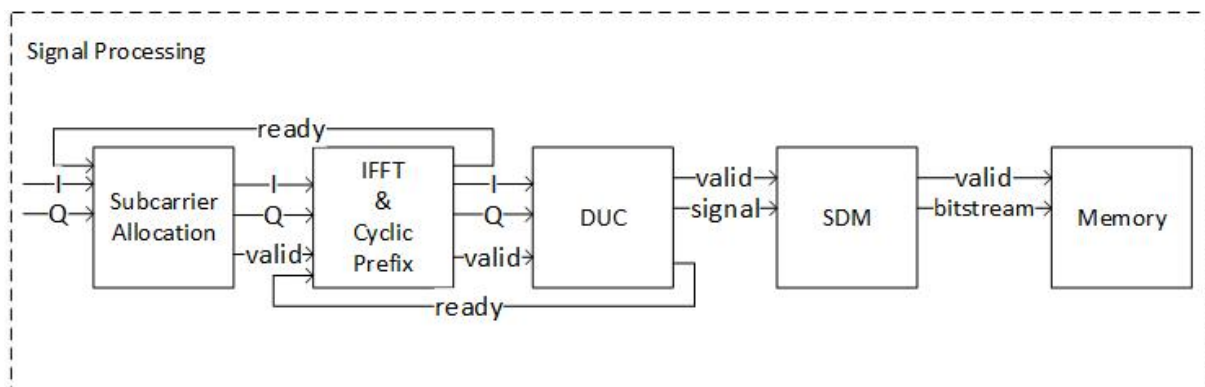 Signal Processing
ready
I
Q
Subcarrier
Allocation
I
Q
valid
IFFT
&
Cyclic
Prefix
I
Q
valid
ready
DUC
valid
signal
SDM
valid
bitstream
Memory